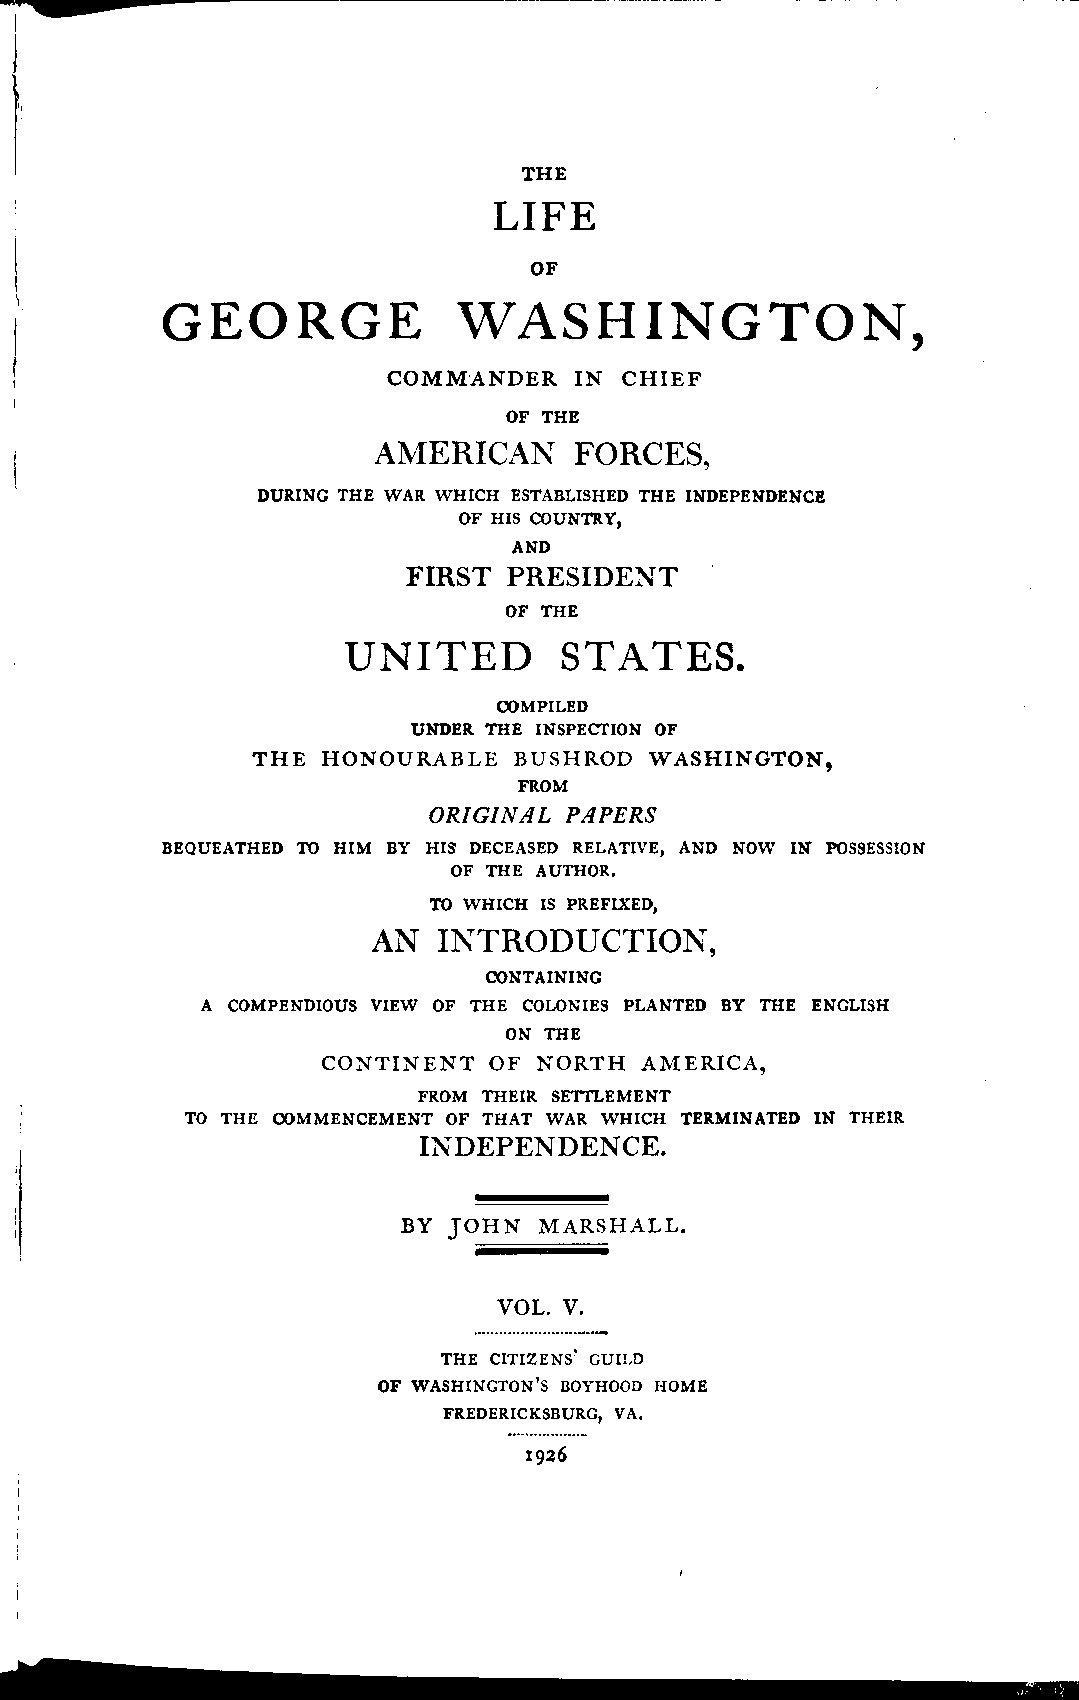 THE
LIFE
OF
GEORGE WASHINGTON,
COMMANDER IN CHIEF
OF THE
AMERICAN FORCES,
DURING THE WAR WHICH ESTABLISHED THE INDEPENDENCE
OF HIS COUNTRY,
AND
FIRST PRESIDENT
OF THE
UNITED STATES.
COMPILED
UNDER THE INSPECTION OF
THE HONOURABLE BUSHROD WASHINGTON,
FROM
ORIGINAL PAPERS
BEQUEATHED TO HIM BY HIS DECEASED RELATIVE, AND NOW IN POSSESSION
OF THE AUTHOR.
TO WHICH IS PREFIXED,
AN INTRODUCTION,
CONTAINING
A COMPENDIOUS VIEW OF THE COLONIES PLANTED BY THE ENGLISH
ON THE
CONTINENT OF NORTH AMERICA,
FROM THEIR SETTLEMENT
TO THE COMMENCEMENT OF THAT WAR WHICH TERMINATED IN THEIR
INDEPENDENCE.
BY JOHN MARSHALL.
VOL. V.
THE CITIZENS' GUILD
OF WASHINGTON'S BOYHOOD HOME
FREDERICKSBURG, VA.
1926